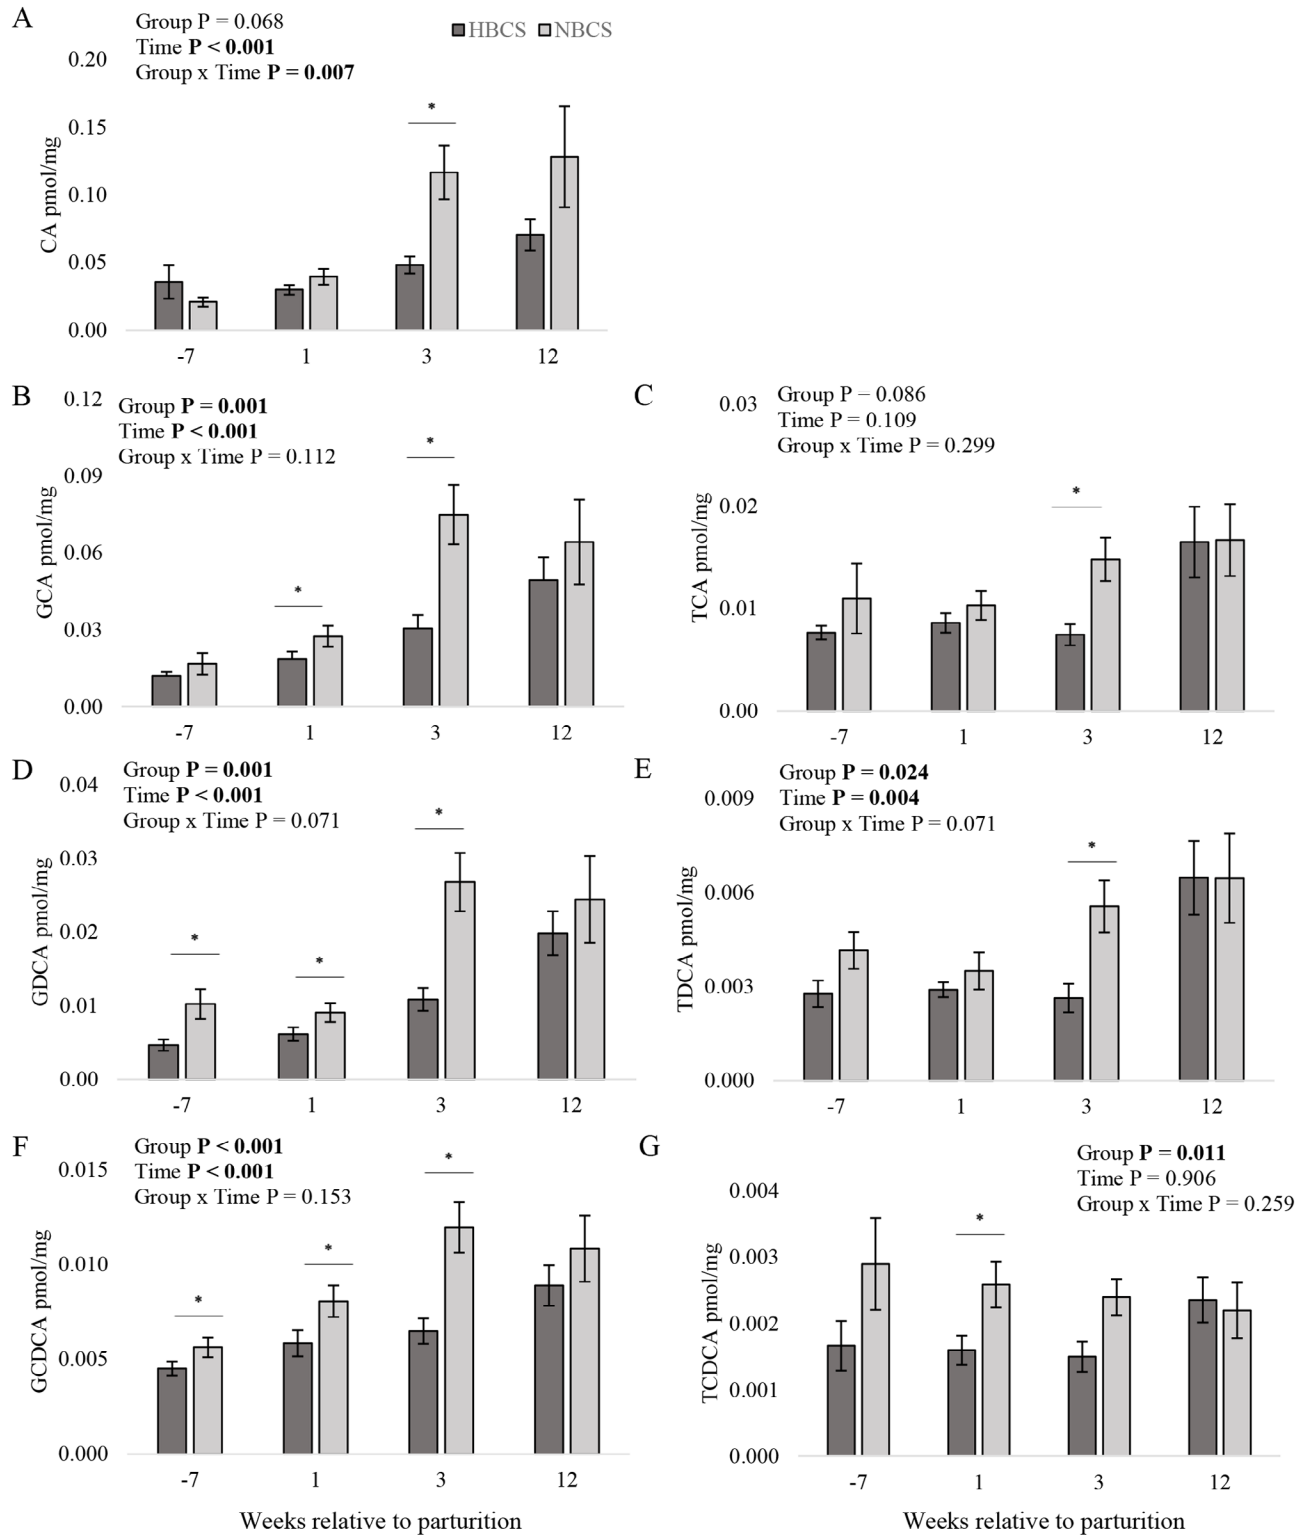 A
Group P = 0.068
Time P < 0.001
Group x Time P = 0.007
HBCS NBCS
0.20
0.15
0.10
0.05
0.00
CA pmol/mg
-7 1 3 12
*
B
Group P = 0.001
Time P < 0.001
Group x Time P = 0.112
0.12
0.09
0.06
0.03
0.00
GCA pmol/mg
-7 1 3 12
* *
C
Group P = 0.086
Time P = 0.109
Group x Time P = 0.299
0.03
0.02
0.01
0.00
TCA pmol/mg
-7 1 3 12
*
D
Group P = 0.001
Time P < 0.001
Group x Time P = 0.071
0.04
0.03
0.02
0.01
0.00
GDCA pmol/mg
-7 1 3 12
* * *
E
Group P = 0.024
Time P = 0.004
Group x Time P = 0.071
0.009
0.006
0.003
0.000
TDCA pmol/mg
-7 1 3 12
*
F
Group P < 0.001
Time P < 0.001
Group x Time P = 0.153
0.015
0.010
0.005
0.000
GCDCA pmol/mg
-7 1 3 12
* * *
Weeks relative to parturition
G
Group P = 0.011
Time P = 0.906
Group x Time P = 0.259
0.004
0.003
0.002
0.001
0.000
TCDCA pmol/mg
-7 1 3 12
*
Weeks relative to parturition